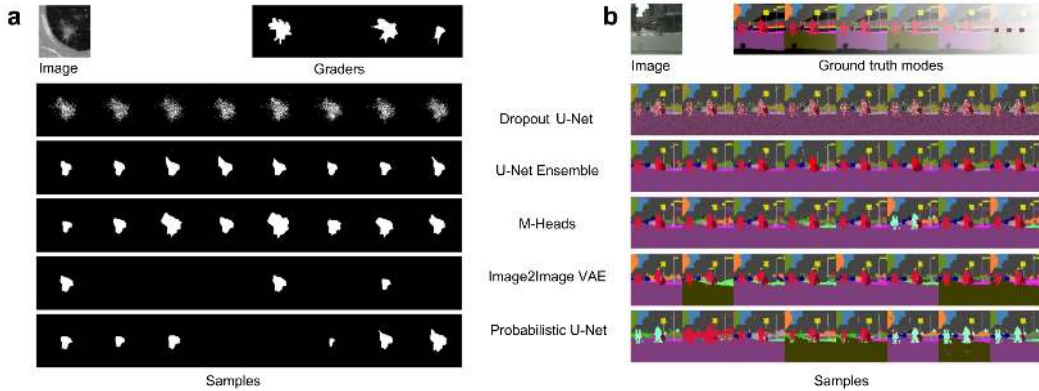 a
b
Image
Graders
Image
Ground truth modes
Dropout U-Net
U-Net Ensemble
M-Heads
Image2Image VAE
Probabilistic U-Net
Samples
Samples